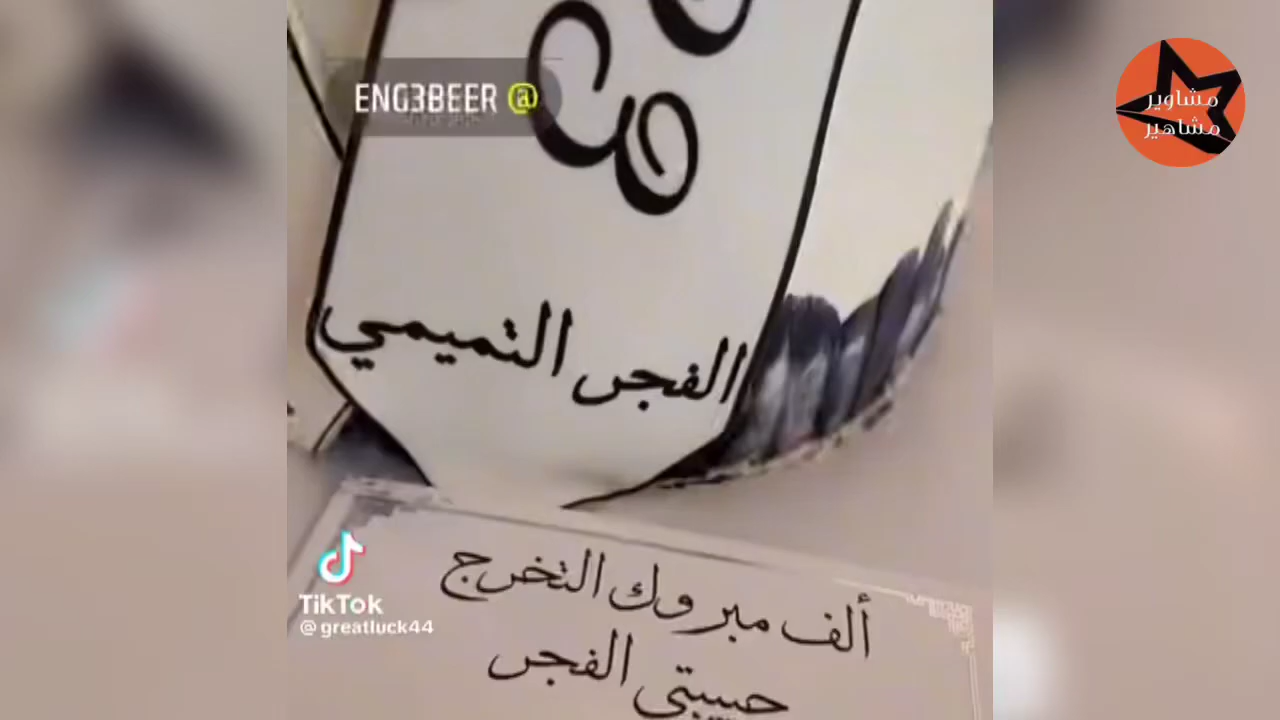 ENG3BEER @
مشاوير
مشاهير
الفجر التميمي
ألف مبروك التخرج
حبيبتي الفجر
TikTok
@greatluck44